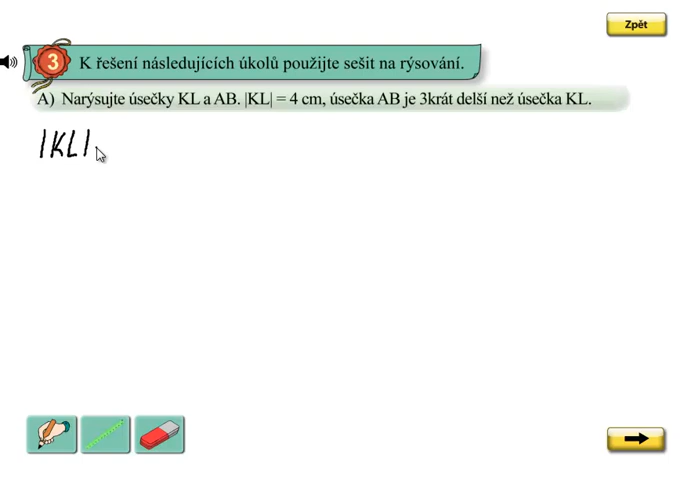 Zpět
3 K řešení následujících úkolů použijte sešit na rýsování.
A) Narýsujte úsečky KL a AB. |KL| = 4 cm, úsečka AB je 3krát delší než úsečka KL.
|KL|